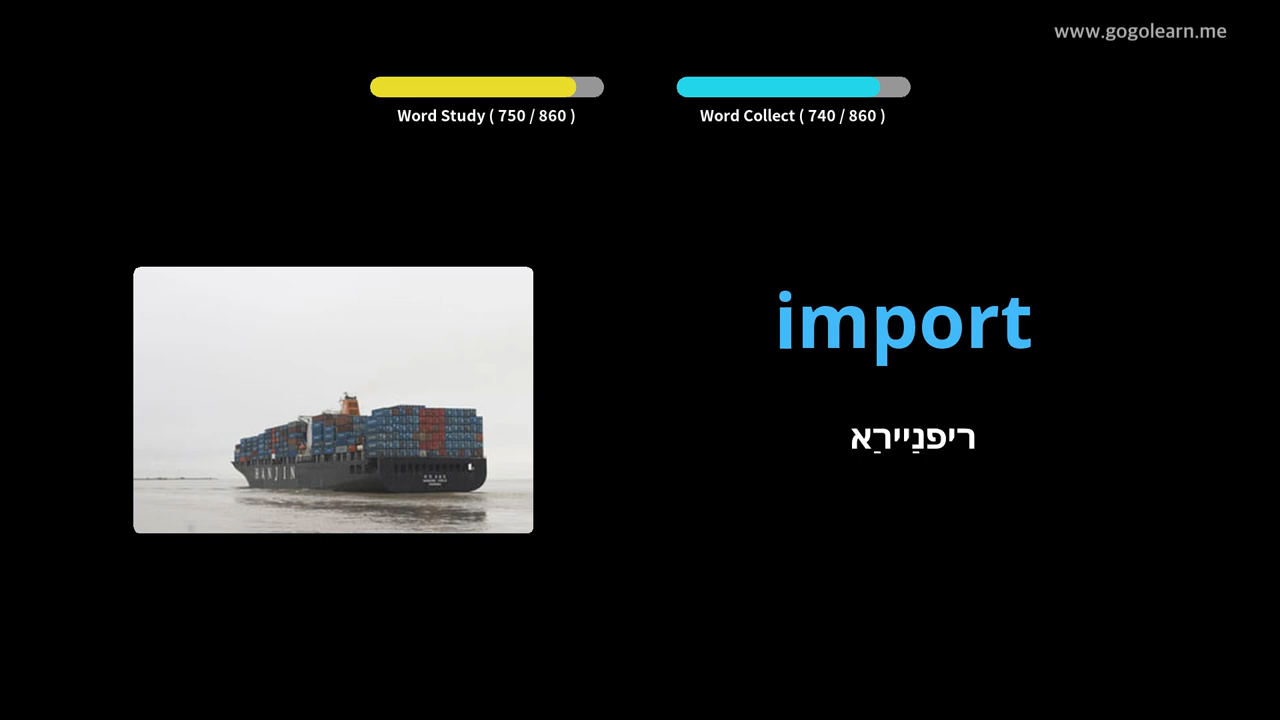 www.gogolearn.me
Word Study ( 750 / 860 )
Word Collect ( 740 / 860 )
import
ריפנַיירַא
HANJIN